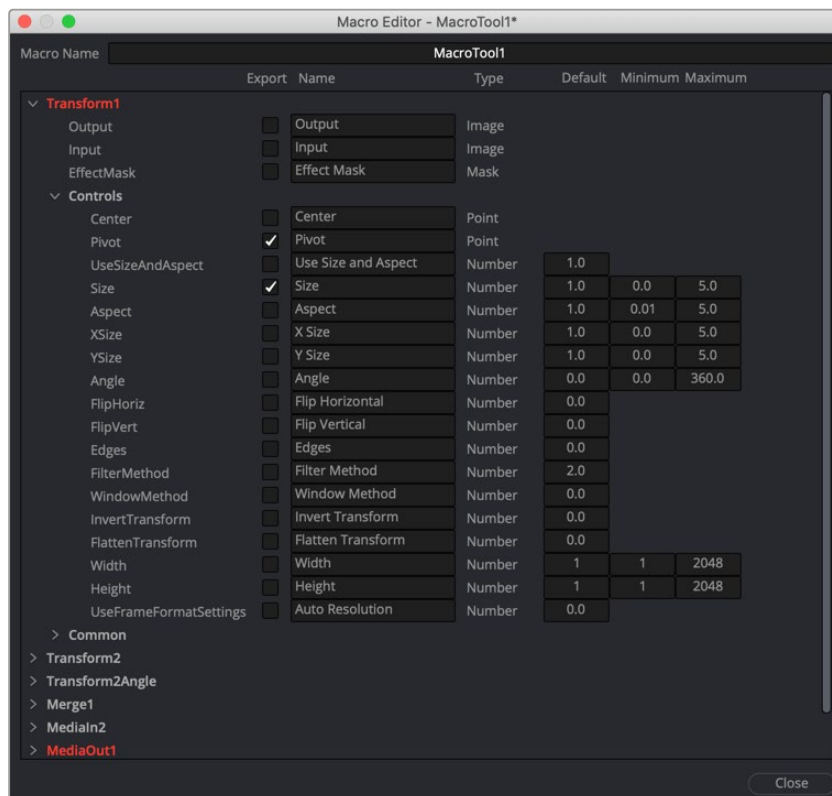 Macro Editor - MacroTool1*
Macro Name MacroTool1
Export Name Type Default Minimum Maximum
Transform1
Output Output Image
Input Input Image
EffectMask Effect Mask Mask
Controls
Center Center Point
Pivot Pivot Point
UseSizeAndAspect Use Size and Aspect Number 1.0
Size Size Number 1.0 0.0 5.0
Aspect Aspect Number 1.0 0.01 5.0
XSize X Size Number 1.0 0.0 5.0
YSize Y Size Number 1.0 0.0 5.0
Angle Angle Number 0.0 0.0 360.0
FlipHoriz Flip Horizontal Number 0.0
FlipVert Flip Vertical Number 0.0
Edges Edges Number 0.0
FilterMethod Filter Method Number 2.0
WindowMethod Window Method Number 0.0
InvertTransform Invert Transform Number 0.0
FlattenTransform Flatten Transform Number 0.0
Width Width Number 1 1 2048
Height Height Number 1 1 2048
UseFrameFormatSettings Auto Resolution Number 0.0
Common
Transform2
Transform2Angle
Merge1
MediaIn2
MediaOut1
Close